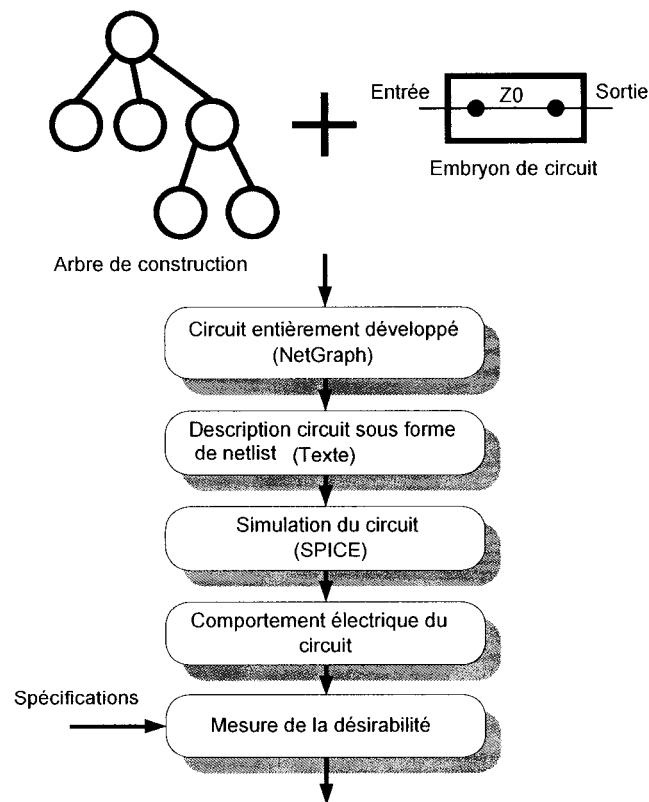 Entrée
Z0
Sortie
Embryon de circuit
Arbre de construction
Circuit entièrement développé
(NetGraph)
Description circuit sous forme
de netlist (Texte)
Simulation du circuit
(SPICE)
Comportement électrique du
circuit
Spécifications
Mesure de la désirabilité